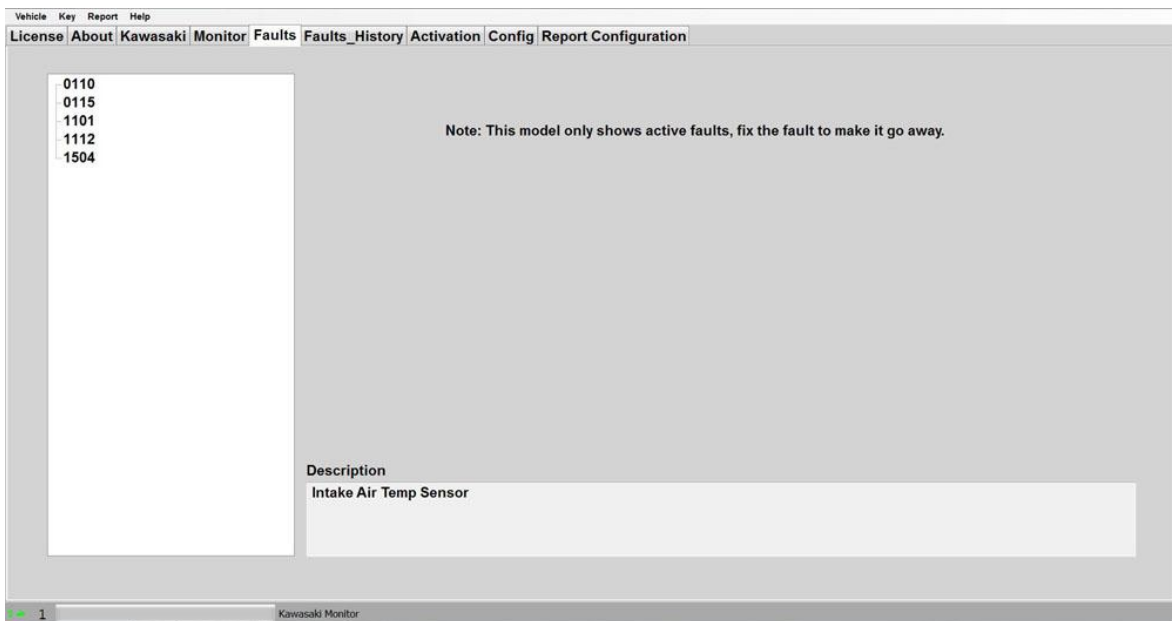 Vehicle Key Report Help
License About Kawasaki Monitor Faults Faults_History Activation Config Report Configuration
0110
0115
1101
1112
1504
Note: This model only shows active faults, fix the fault to make it go away.
Description
Intake Air Temp Sensor
1 Kawasaki Monitor